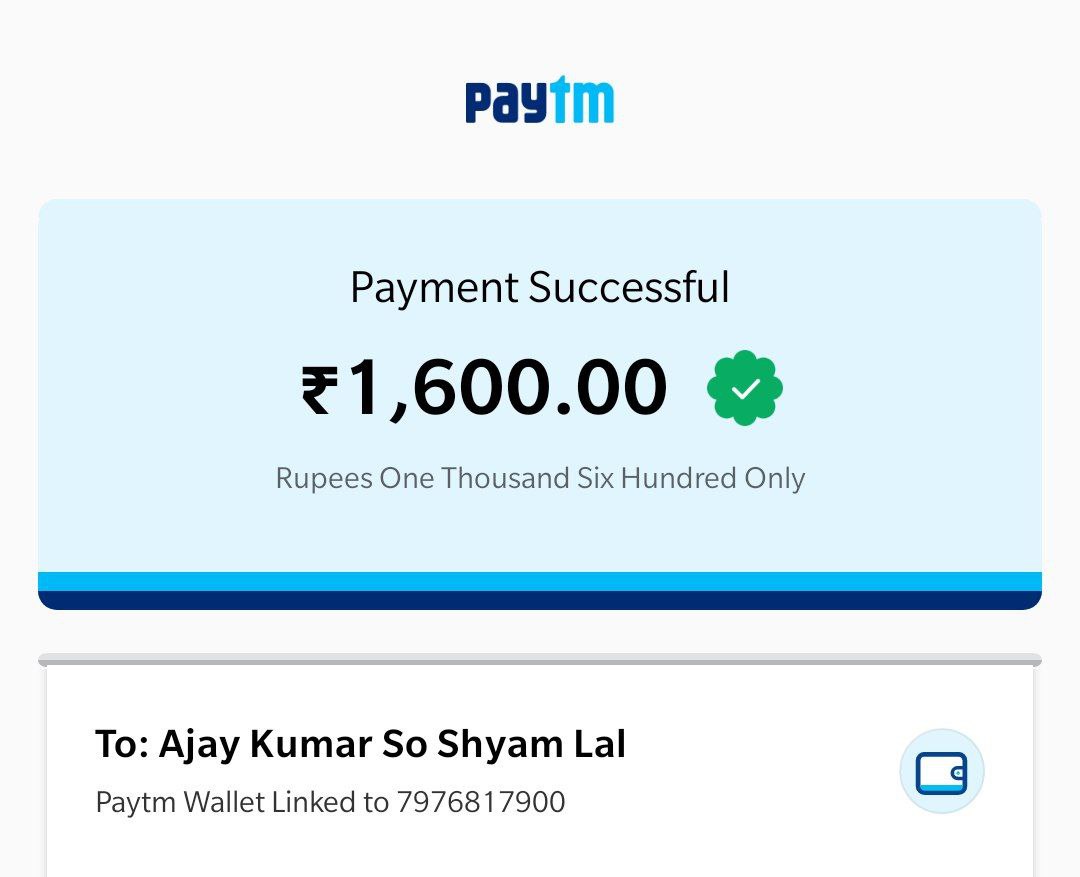 paytm
Payment Successful
₹1,600.00
Rupees One Thousand Six Hundred Only
To: Ajay Kumar So Shyam Lal
Paytm Wallet Linked to 7976817900